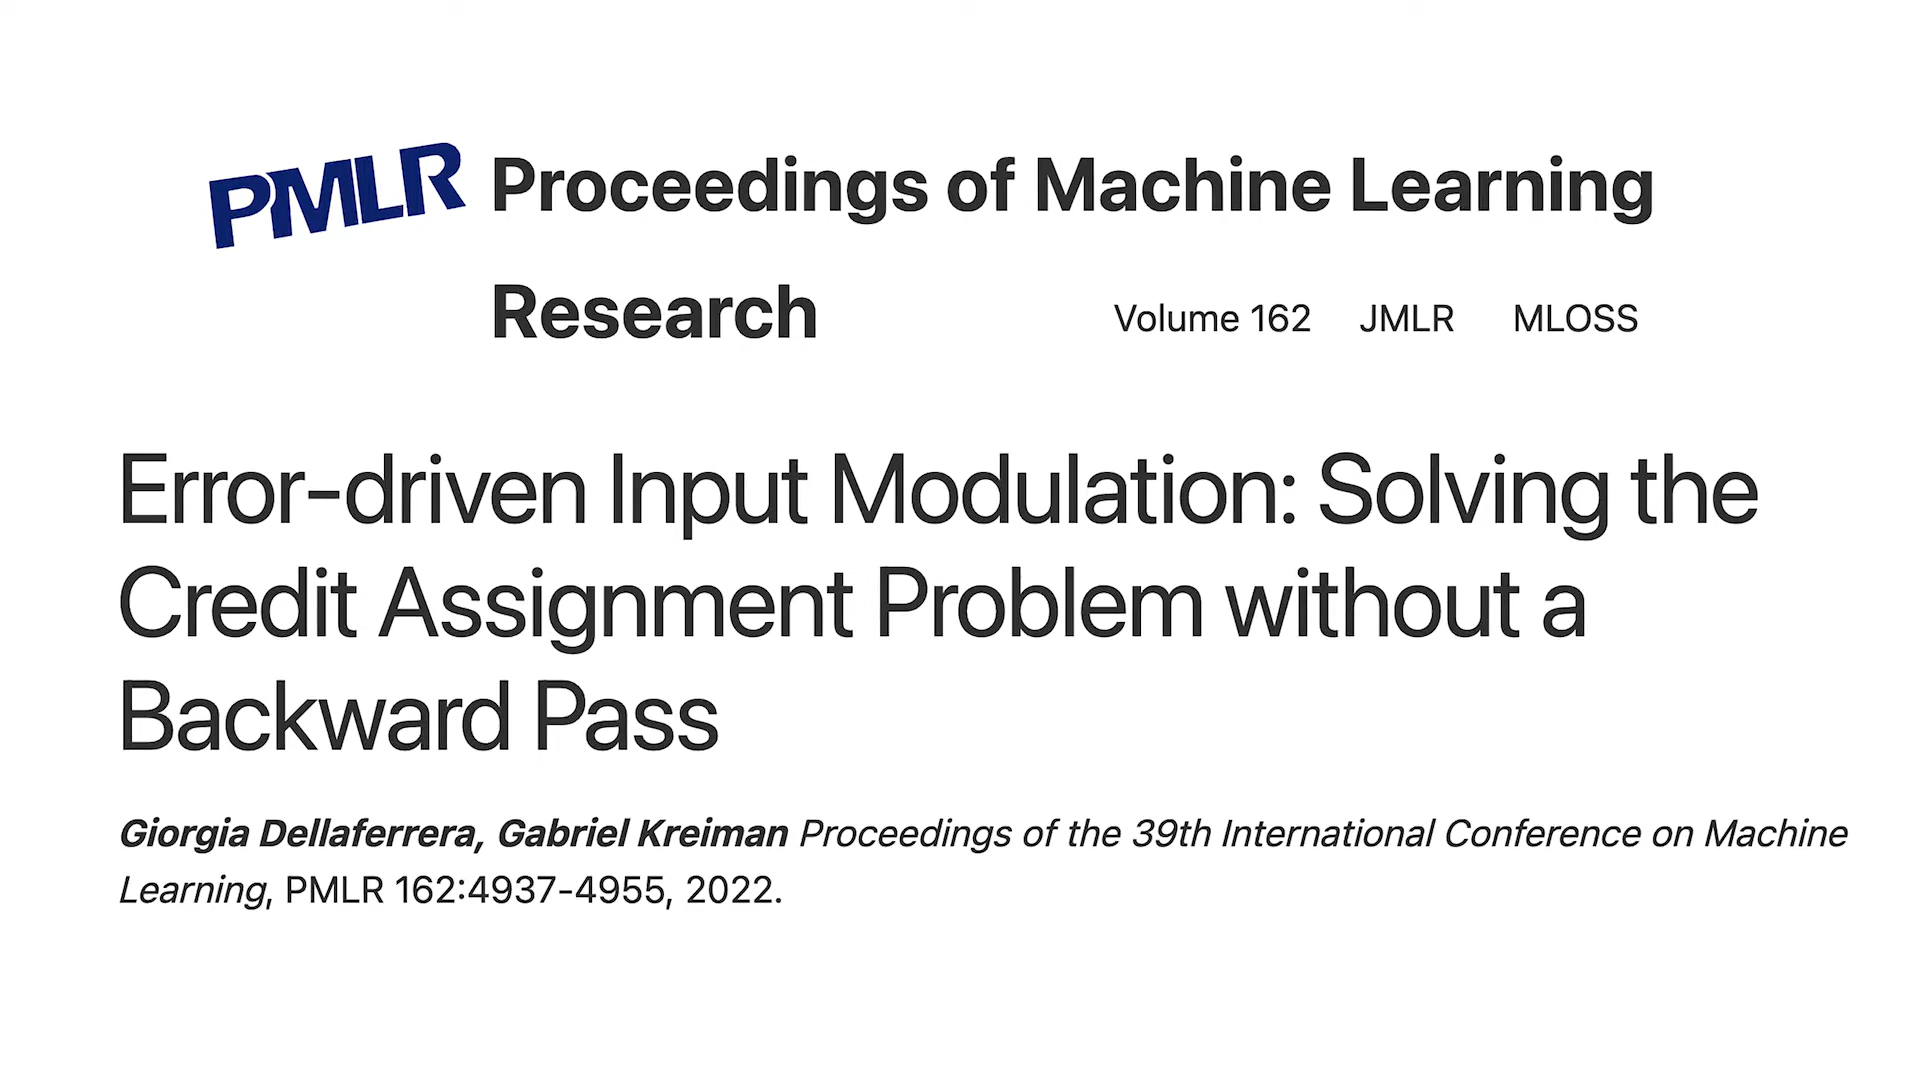 PMLR Proceedings of Machine Learning
Research
Volume 162 JMLR MLOSS
Error-driven Input Modulation: Solving the
Credit Assignment Problem without a
Backward Pass
Giorgia Dellaferrera, Gabriel Kreiman Proceedings of the 39th International Conference on Machine
Learning, PMLR 162:4937-4955, 2022.